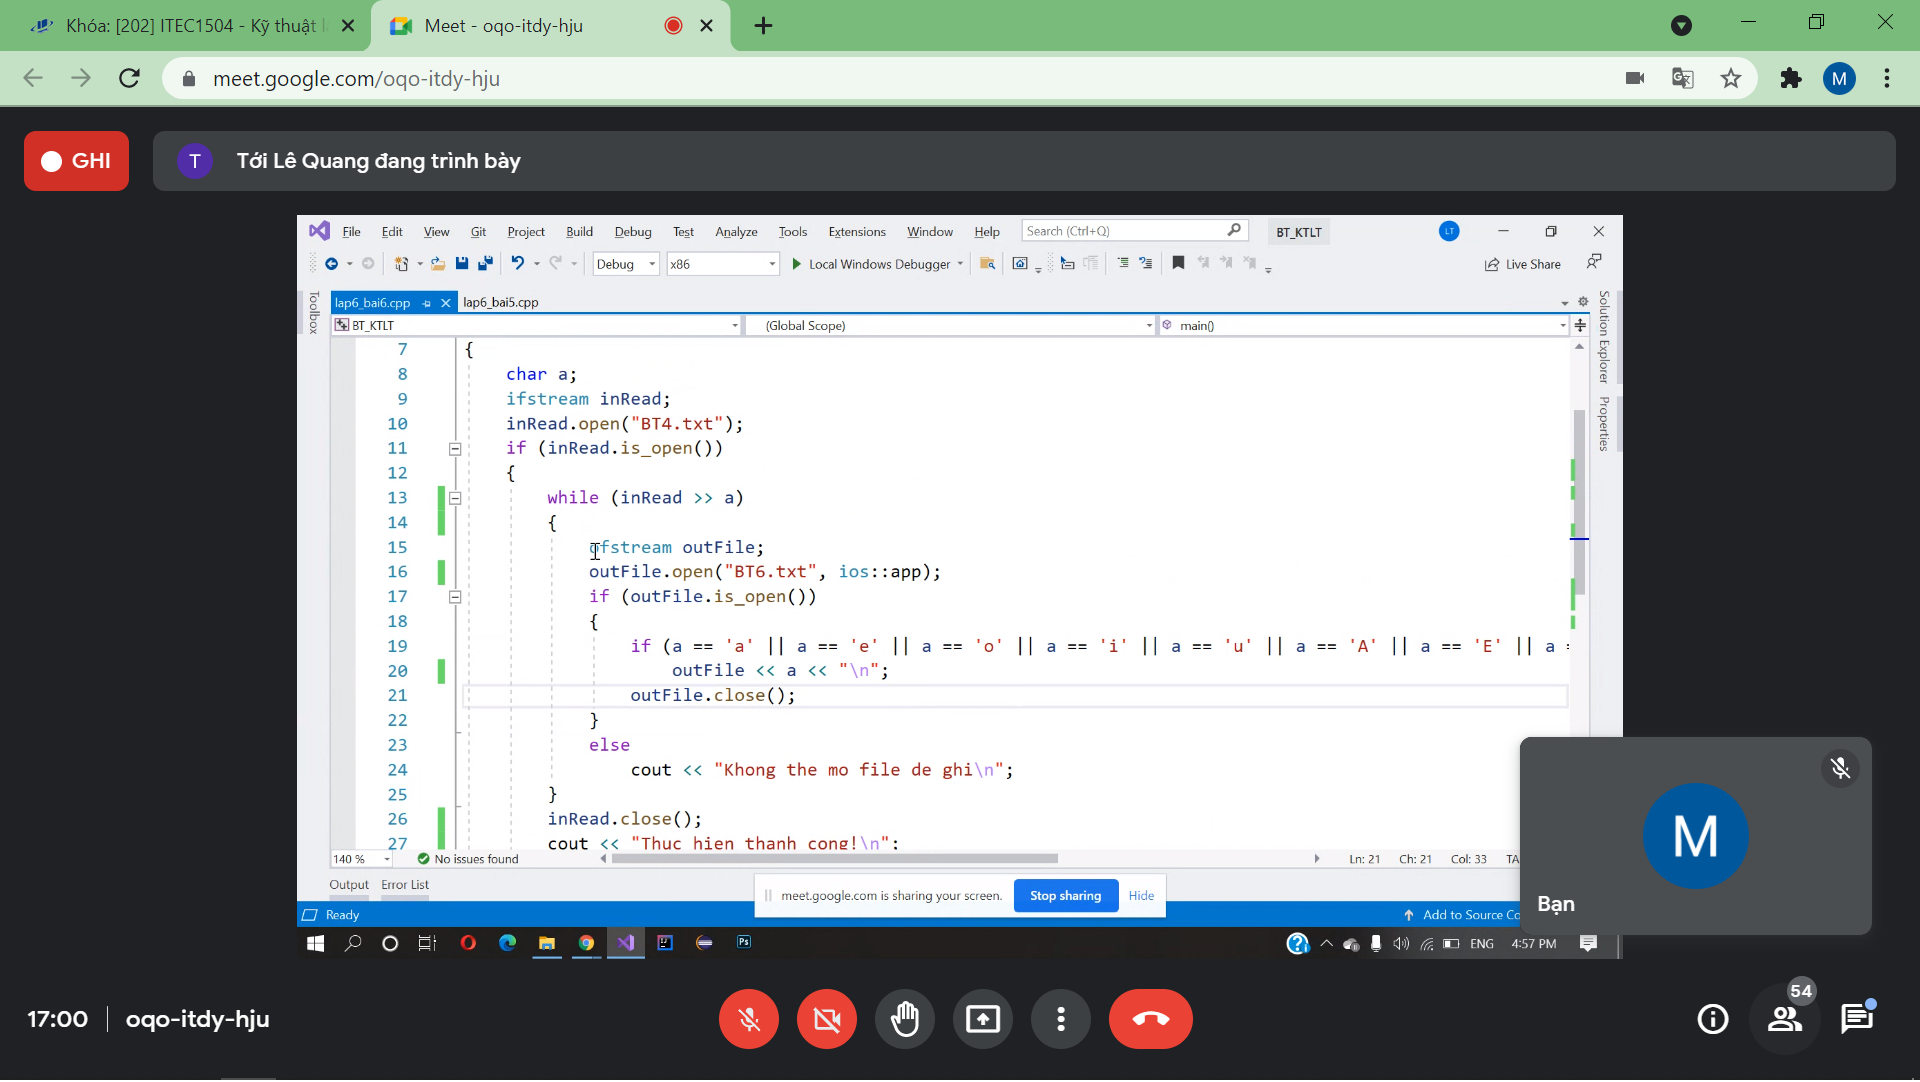 Khóa: [202] ITEC1504 - Kỹ thuật l
Meet - oqo-itdy-hju
meet.google.com/oqo-itdy-hju
M
GHI
T
Tới Lê Quang đang trình bày
File Edit View Git Project Build Debug Test Analyze Tools Extensions Window Help Search (Ctrl+Q) BT_KTLT LT
Debug x86 Local Windows Debugger Live Share
Toolbox
lap6_bai6.cpp lap6_bai5.cpp
BT_KTLT (Global Scope) main()
Solution Explorer
Properties
7 {
8 char a;
9 ifstream inRead;
10 inRead.open("BT4.txt");
11 if (inRead.is_open())
12 {
13 while (inRead >> a)
14 {
15 ofstream outFile;
16 outFile.open("BT6.txt", ios::app);
17 if (outFile.is_open())
18 {
19 if (a == 'a' || a == 'e' || a == 'o' || a == 'i' || a == 'u' || a == 'A' || a == 'E' || a =
20 outFile << a << "\n";
21 outFile.close();
22 }
23 else
24 cout << "Khong the mo file de ghi\n";
25 }
26 inRead.close();
27 cout << "Thuc hien thanh cong!\n";
140 % No issues found Ln: 21 Ch: 21 Col: 33 TA
Output Error List
meet.google.com is sharing your screen. Stop sharing Hide
Ready Add to Source Co
Ps
ENG 4:57 PM
M
Bạn
17:00 oqo-itdy-hju
54